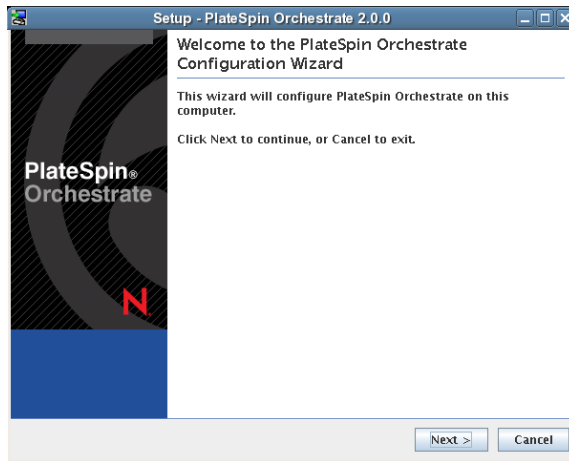 Setup - PlateSpin Orchestrate 2.0.0
Welcome to the PlateSpin Orchestrate
Configuration Wizard
This wizard will configure PlateSpin Orchestrate on this
computer.
Click Next to continue, or Cancel to exit.
PlateSpin®
Orchestrate
N
Next >
Cancel